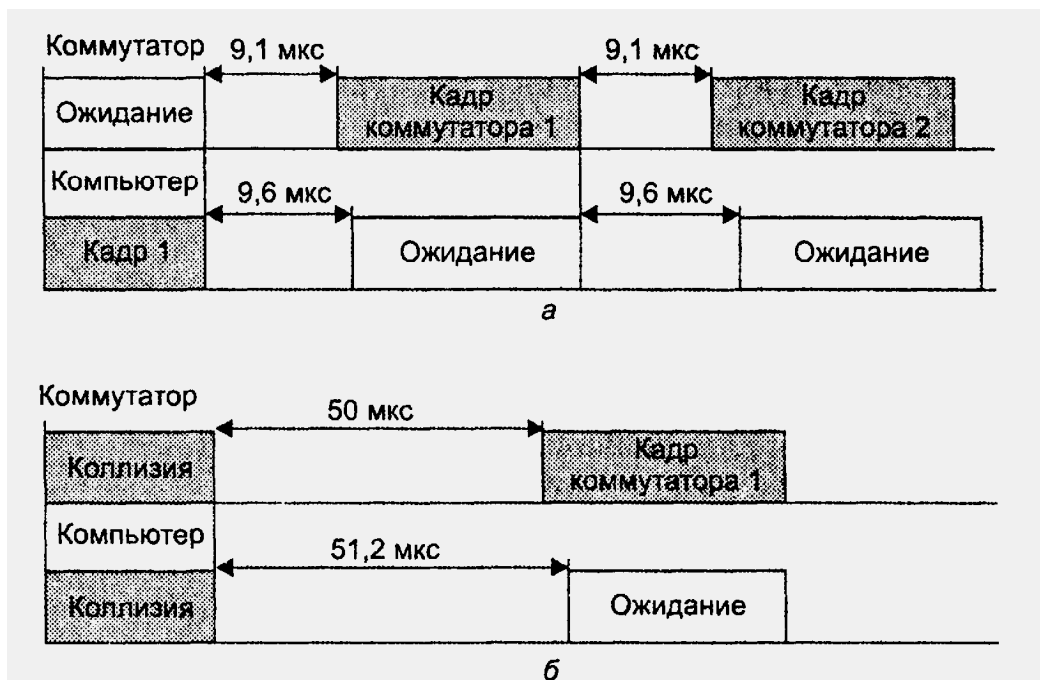 Коммутатор
9,1 мкс
9,1 мкс
Ожидание
Кадр
коммутатора 1
Кадр
коммутатора 2
Компьютер
9,6 мкс
9,6 мкс
Кадр 1
Ожидание
Ожидание
а
Коммутатор
50 мкс
Коллизия
Кадр
коммутатора 1
Компьютер
51,2 мкс
Коллизия
Ожидание
б